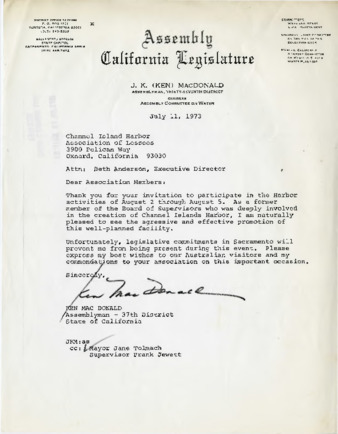 Assembly
California Legislature
J. K. (KEN) MACDONALD
ASSEMBLYMAN, THIRTY-SEVENTH DISTRICT
CHAIRMAN
ASSEMBLY COMMITTEE ON WATER
July 11, 1973
Channel Island Harbor
Association of Lessees
3900 Pelican Way
Oxnard, California 93030
Attn: Beth Anderson, Executive Director
Dear Association Members:
Thank you for your invitation to participate in the Harbor
activities of August 2 through August 5. As a former
member of the Board of Supervisors who was deeply involved
in the creation of Channel Islands Harbor, I am naturally
pleased to see the agressive and effective promotion of
this well-planned facility.
Unfortunately, legislative commitments in Sacramento will
prevent me from being present during this event. Please
express my best wishes to our Australian visitors and my
commendations to your association on this important occasion.
Sincerely,
Ken MacDonald
KEN MAC DONALD
Assemblyman - 37th District
State of California
JKM:
cc: Mayor Jane Tolmach
Supervisor Frank Jewett